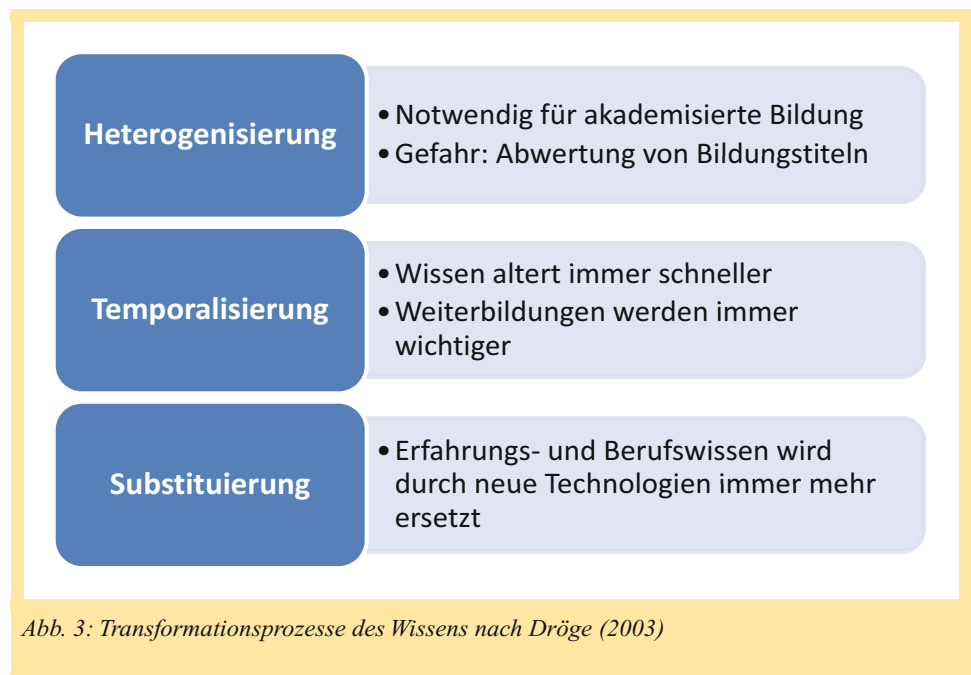 Heterogenisierung
• Notwendig für akademisierte Bildung
• Gefahr: Abwertung von Bildungstiteln
Temporalisierung
• Wissen altert immer schneller
• Weiterbildungen werden immer
wichtiger
Substituierung
• Erfahrungs- und Berufswissen wird
durch neue Technologien immer mehr
ersetzt
Abb. 3: Transformationsprozesse des Wissens nach Dröge (2003)